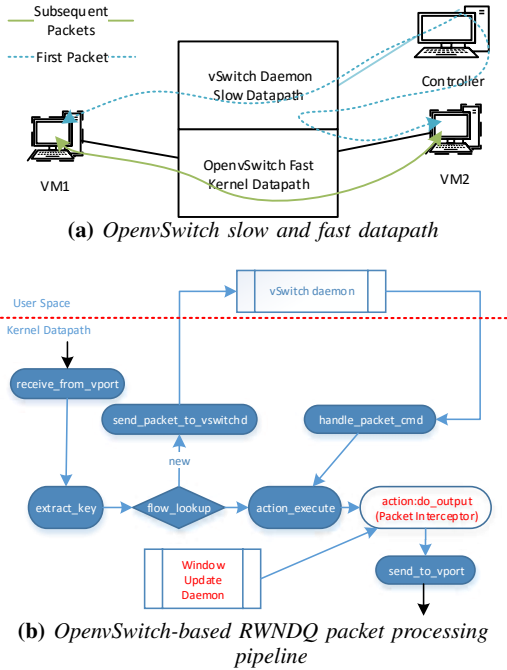 Subsequent
Packets
First Packet
vSwitch Daemon
Slow Datapath
Controller
OpenvSwitch Fast
Kernel Datapath
VM1
VM2
(a) OpenvSwitch slow and fast datapath
vSwitch daemon
User Space
Kernel Datapath
receive_from_vport
send_packet_to_vswitchd
handle_packet_cmd
new
extract_key
flow_lookup
action_execute
action:do_output
(Packet Interceptor)
Window
Update
Daemon
send_to_vport
(b) OpenvSwitch-based RWNDQ packet processing
pipeline